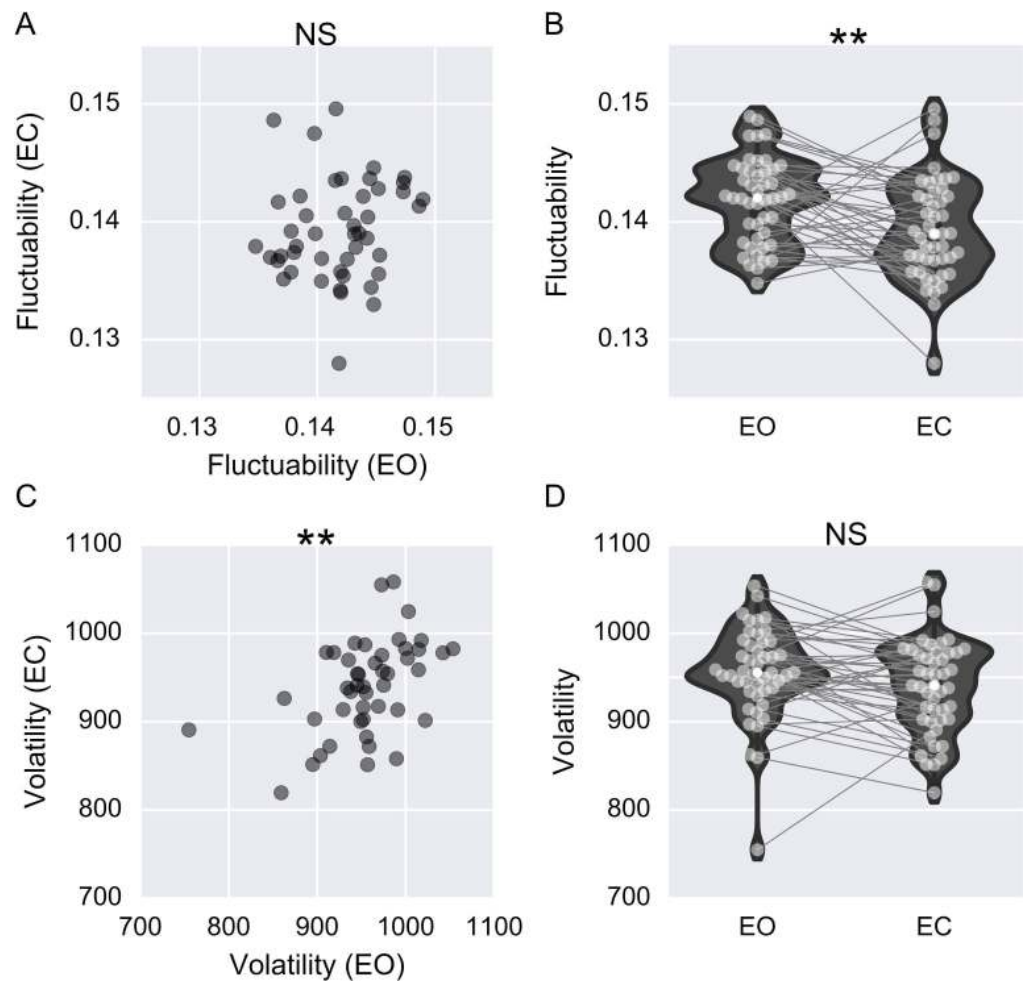 A
NS
Fluctuability (EC)
0.15
0.14
0.13
0.13 0.14 0.15
Fluctuability (EO)
B
**
Fluctuability
0.15
0.14
0.13
EO EC
C
**
Volatility (EC)
1100
1000
900
800
700
700 800 900 1000 1100
Volatility (EO)
D
NS
Volatility
1100
1000
900
800
700
EO EC